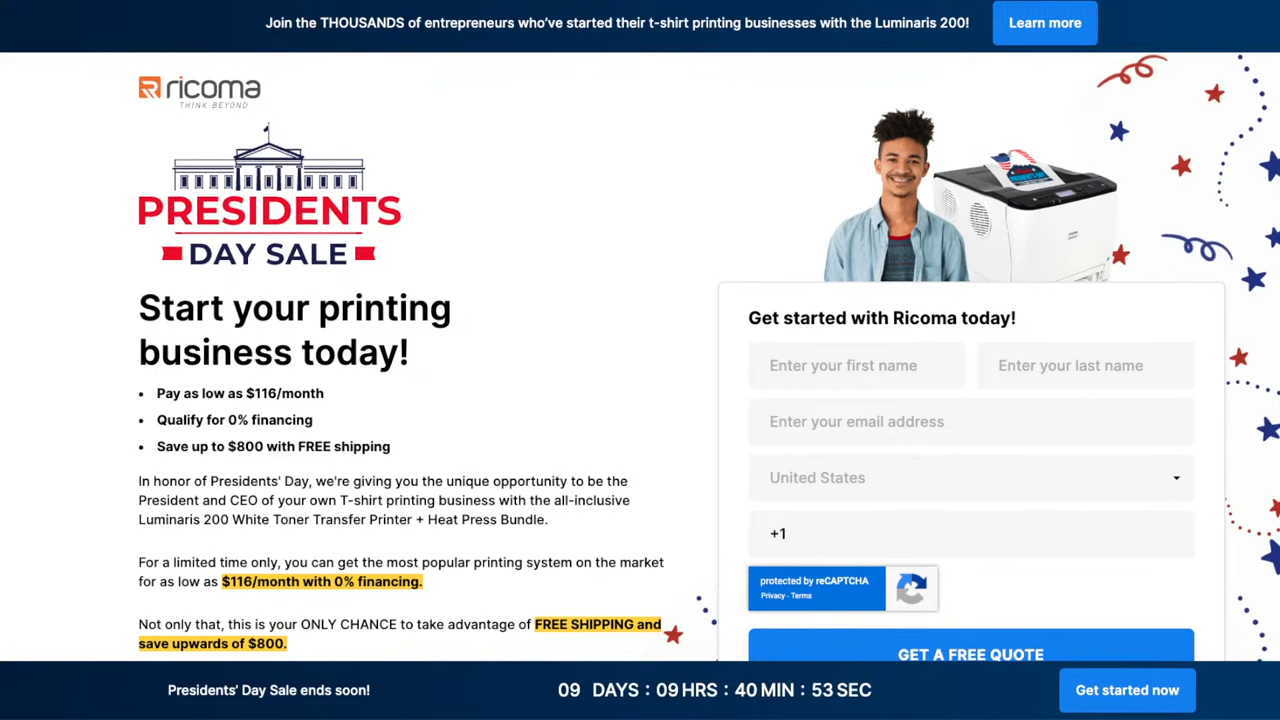 Join the THOUSANDS of entrepreneurs who've started their t-shirt printing businesses with the Luminaris 200!
Learn more
ricoma
THINK BEYOND
PRESIDENTS
DAY SALE
Start your printing
business today!
• Pay as low as $116/month
• Qualify for 0% financing
• Save up to $800 with FREE shipping
In honor of Presidents' Day, we're giving you the unique opportunity to be the
President and CEO of your own T-shirt printing business with the all-inclusive
Luminaris 200 White Toner Transfer Printer + Heat Press Bundle.
For a limited time only, you can get the most popular printing system on the market
for as low as $116/month with 0% financing.
Not only that, this is your ONLY CHANCE to take advantage of FREE SHIPPING and
save upwards of $800.
Get started with Ricoma today!
Enter your first name
Enter your last name
Enter your email address
United States
+1
protected by reCAPTCHA
Privacy - Terms
GET A FREE QUOTE
Presidents' Day Sale ends soon!
09 DAYS : 09 HRS : 40 MIN : 53 SEC
Get started now